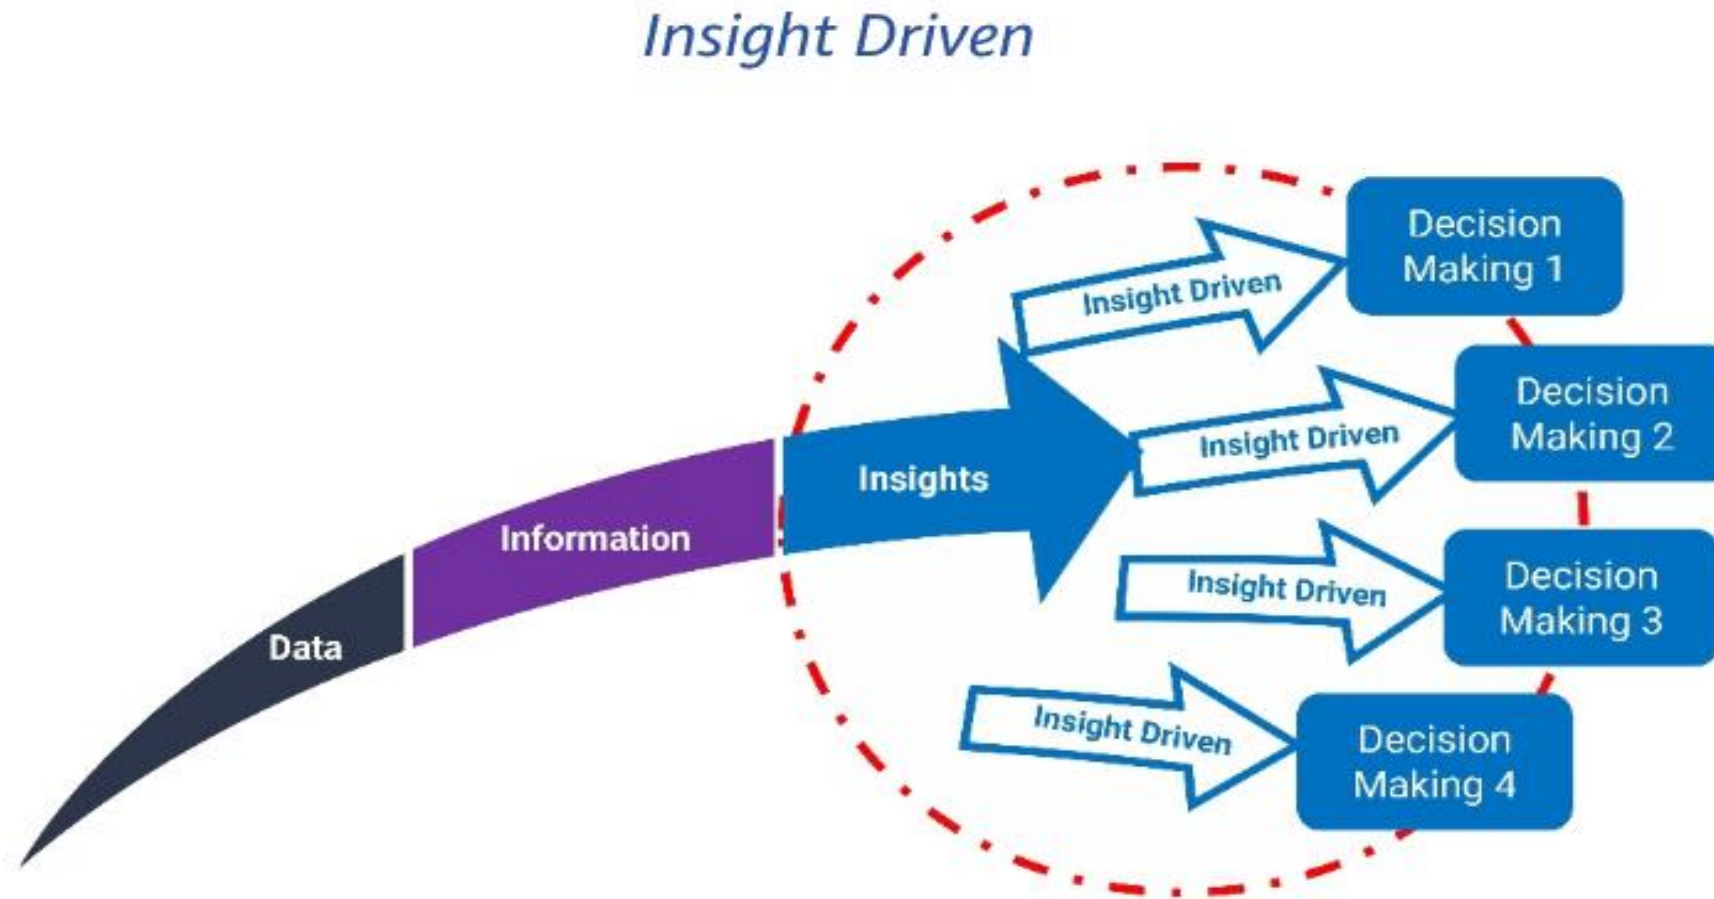 Insight Driven
Data
Information
Insights
Insight Driven
Decision
Making 1
Insight Driven
Decision
Making 2
Insight Driven
Decision
Making 3
Insight Driven
Decision
Making 4